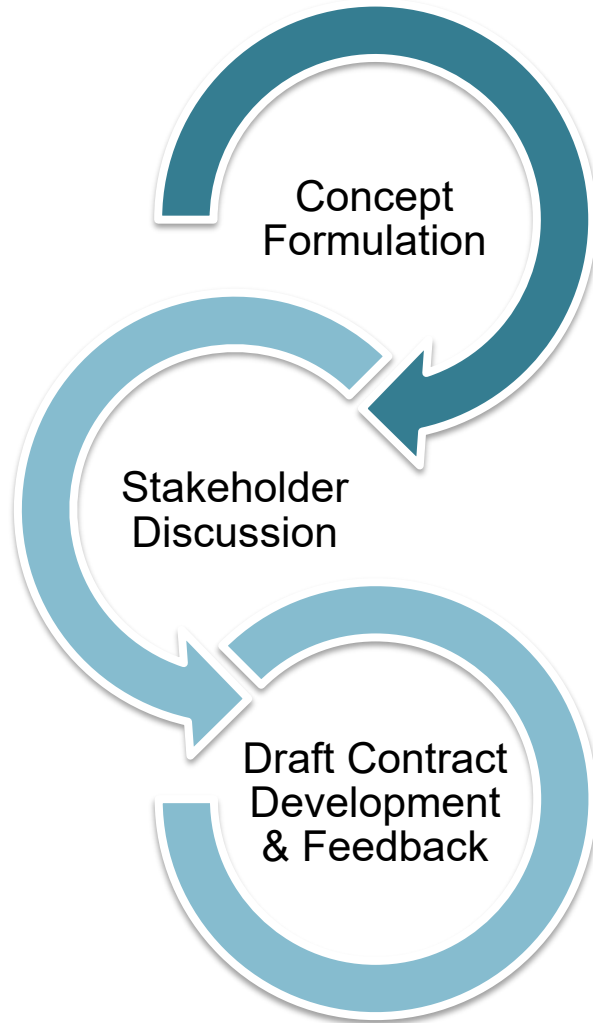 Concept
Formulation
Stakeholder
Discussion
Draft Contract
Development
& Feedback